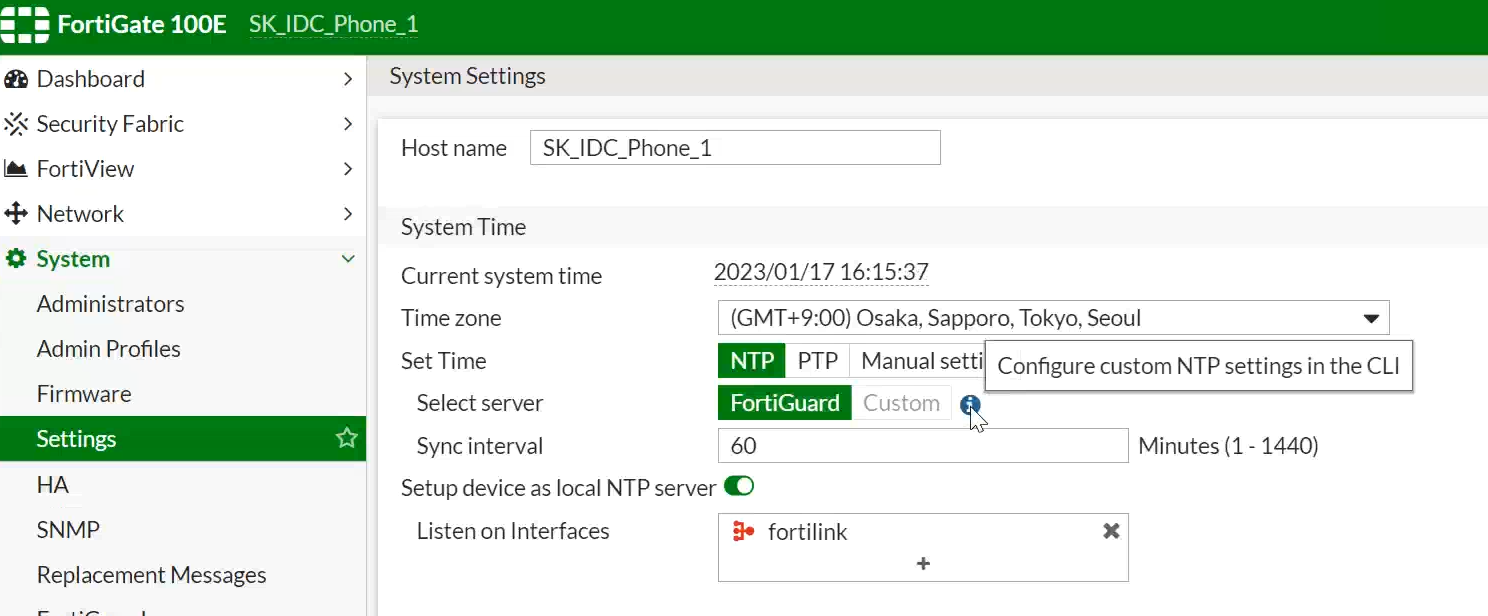 FortiGate 100E SK_IDC_Phone_1
Dashboard
Security Fabric
FortiView
Network
System
Administrators
Admin Profiles
Firmware
Settings
HA
SNMP
Replacement Messages
System Settings
Host name SK_IDC_Phone_1
System Time
Current system time 2023/01/17 16:15:37
Time zone (GMT+9:00) Osaka, Sapporo, Tokyo, Seoul
Set Time NTP PTP Manual setti
Configure custom NTP settings in the CLI
Select server FortiGuard Custom
Sync interval 60 Minutes (1 - 1440)
Setup device as local NTP server
Listen on Interfaces fortilink